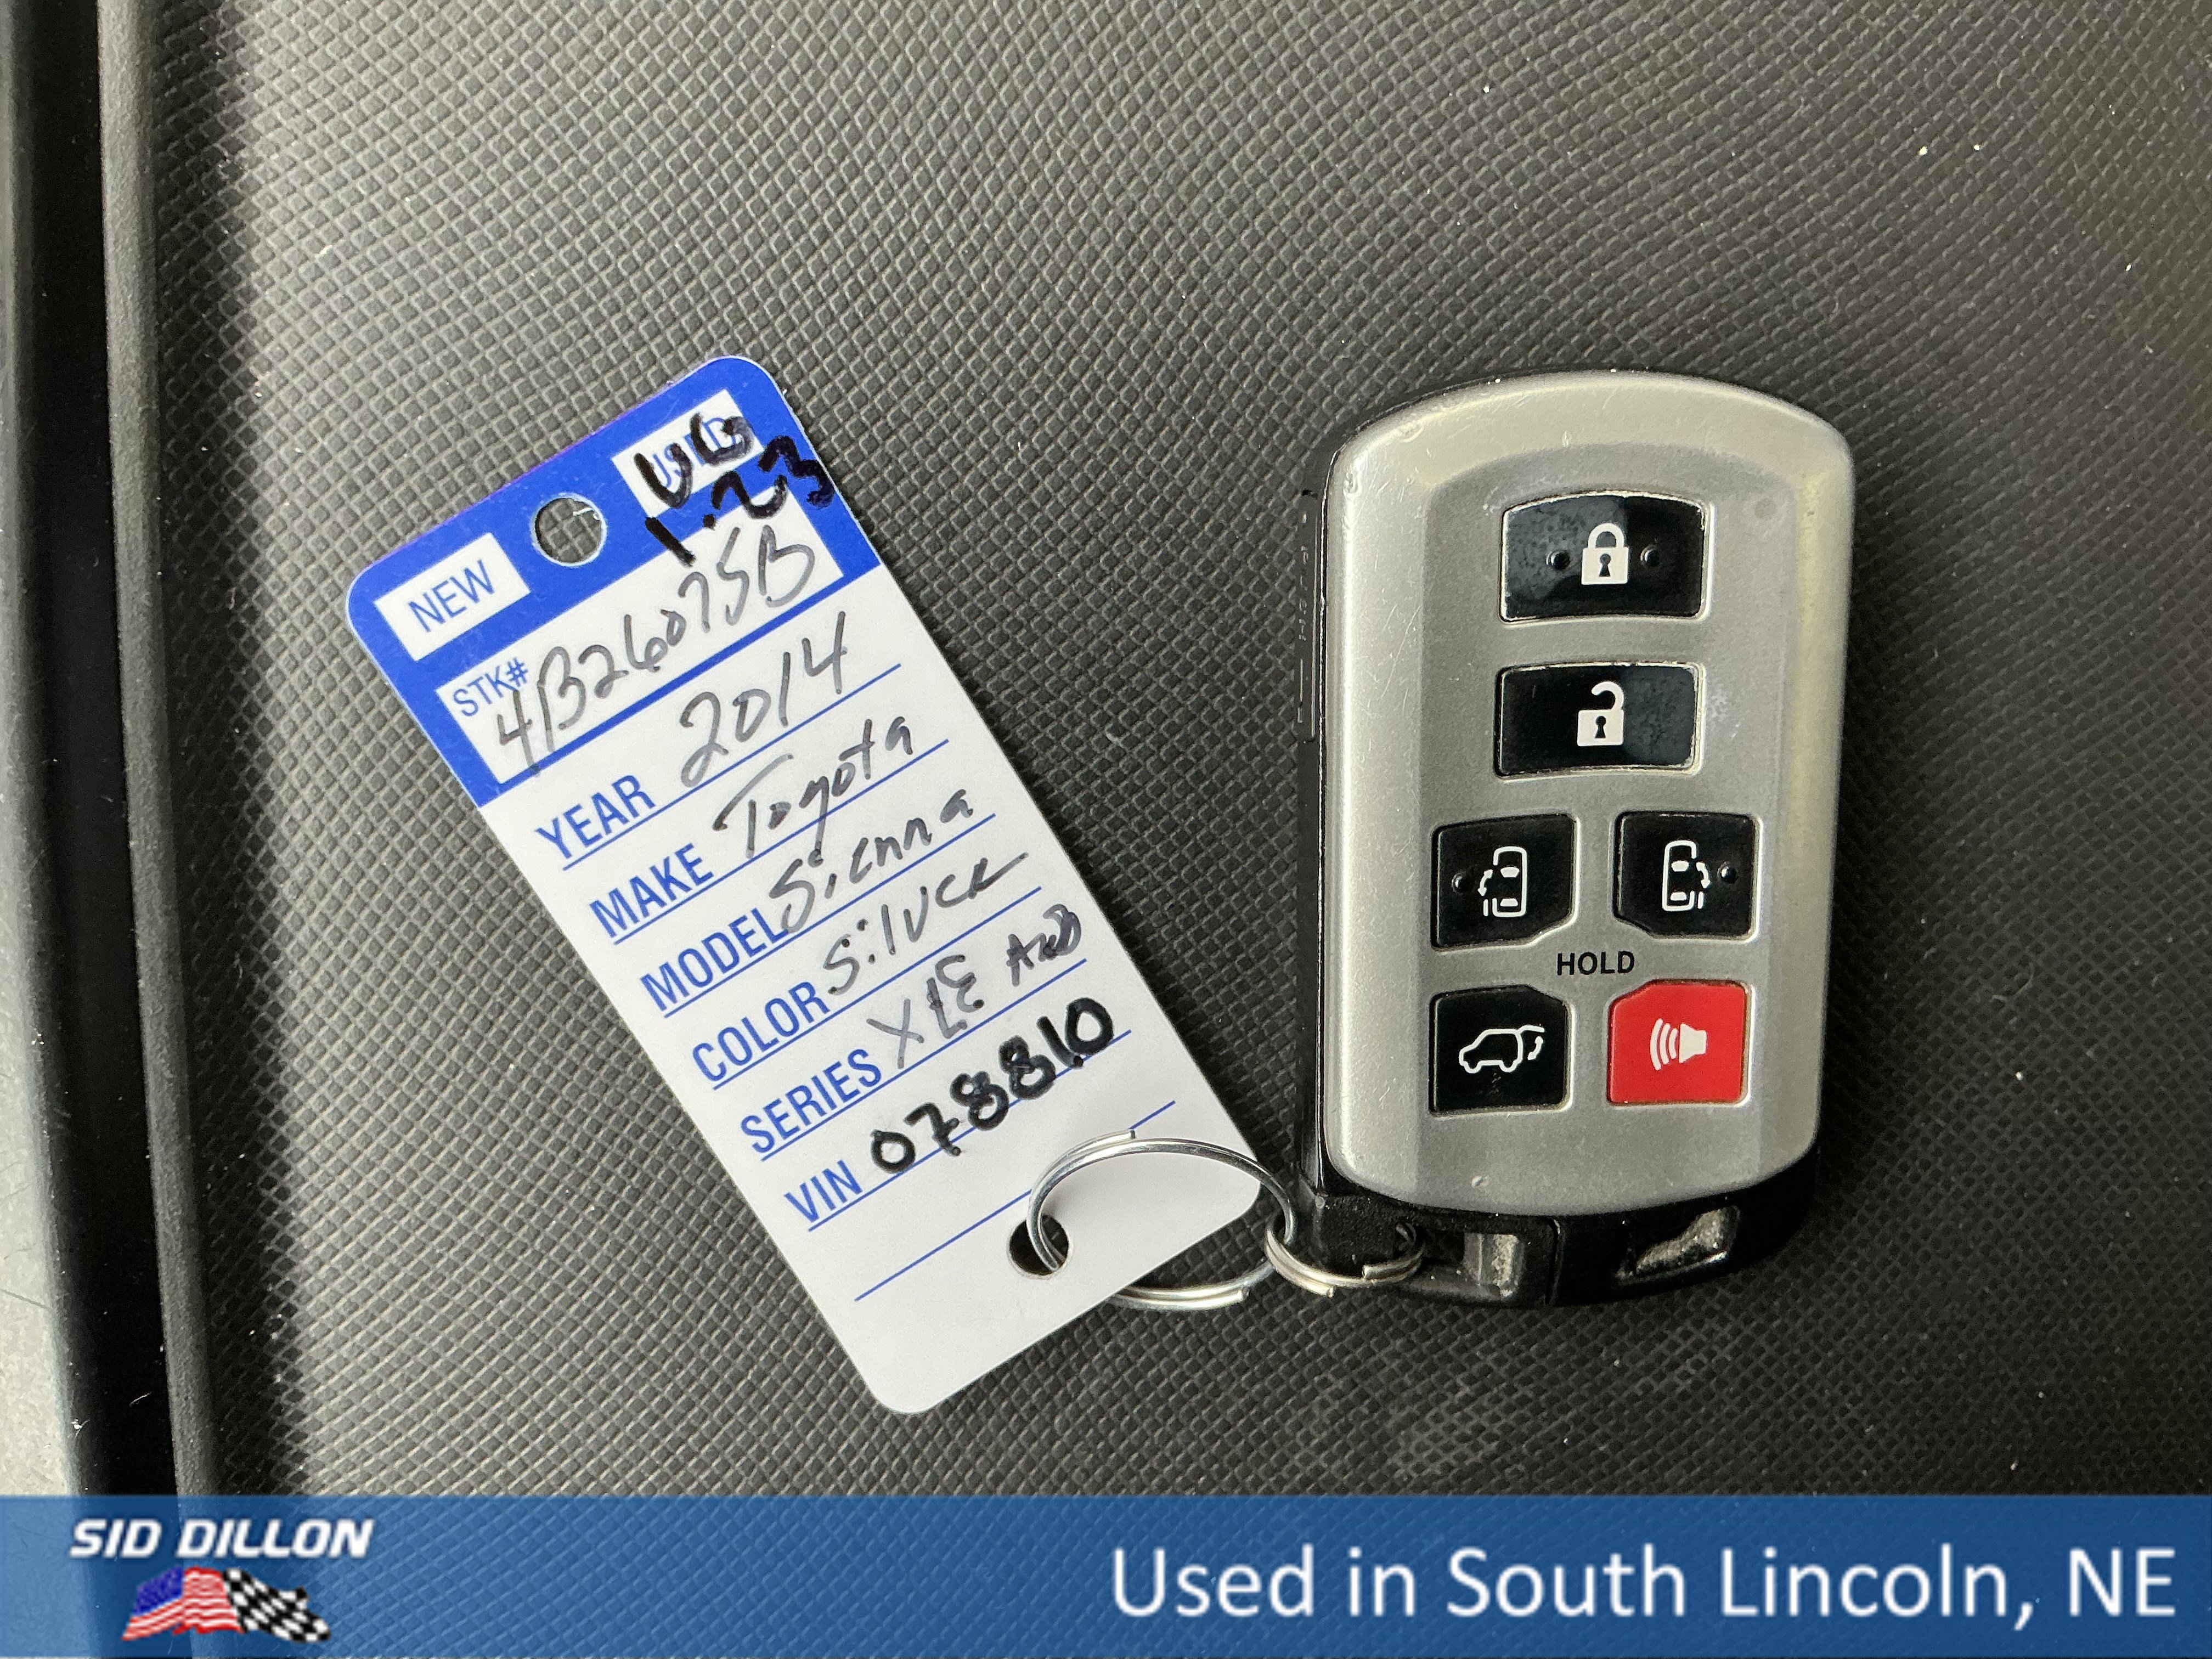 NEW
USED
UG
1.23
STK#
4B26075B
YEAR 2014
MAKE Toyota
MODEL Sienna
COLOR Silver
SERIES XLE AWD
VIN 078810
HOLD
SID DILLON
Used in South Lincoln, NE